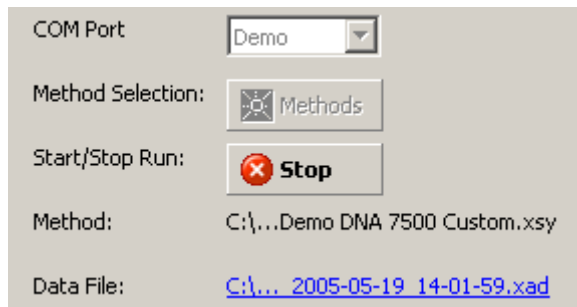 COM Port Demo
Method Selection: Methods
Start/Stop Run: Stop
Method: C:\...Demo DNA 7500 Custom.xsy
Data File: C:\... 2005-05-19 14-01-59.xad